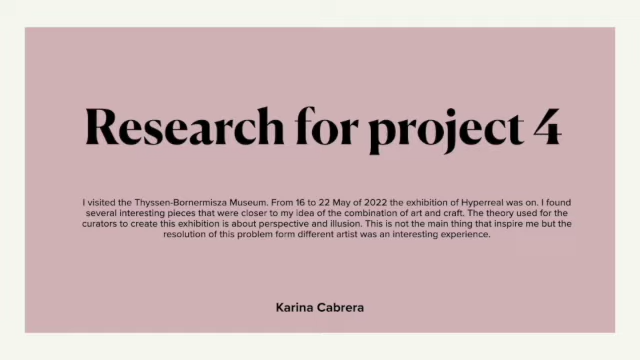 Research for project 4
I visited the Thyssen-Bornermisza Museum. From 16 to 22 May of 2022 the exhibition of Hyperreal was on. I found
several interesting pieces that were closer to my idea of the combination of art and craft. The theory used for the
curators to create this exhibition is about perspective and illusion. This is not the main thing that inspire me but the
resolution of this problem form different artist was an interesting experience.
Karina Cabrera